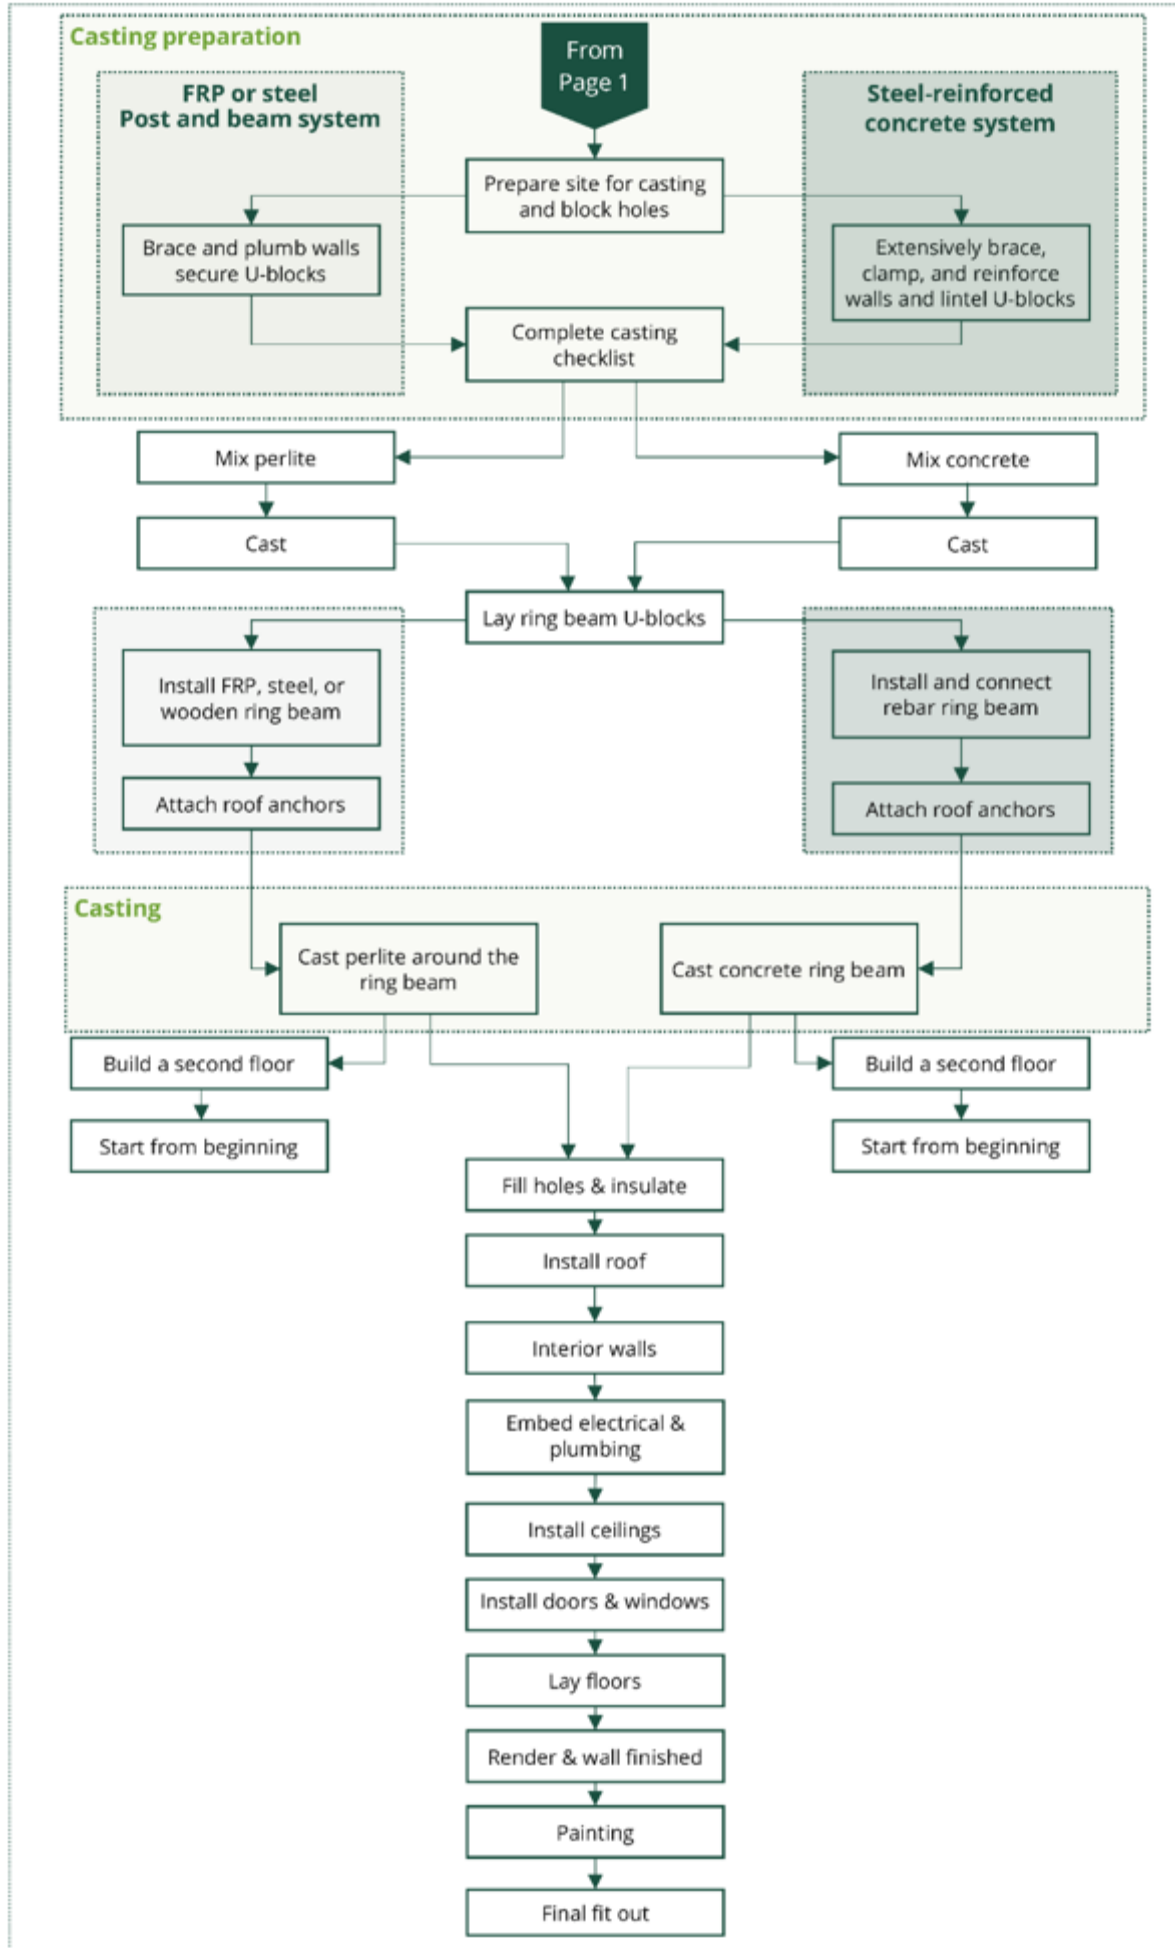 Casting preparation
From
Page 1
FRP or steel
Post and beam system
Steel-reinforced
concrete system
Prepare site for casting
and block holes
Brace and plumb walls
secure U-blocks
Extensively brace,
clamp, and reinforce
walls and lintel U-blocks
Complete casting
checklist
Mix perlite
Mix concrete
Cast
Cast
Lay ring beam U-blocks
Install FRP, steel, or
wooden ring beam
Install and connect
rebar ring beam
Attach roof anchors
Attach roof anchors
Casting
Cast perlite around the
ring beam
Cast concrete ring beam
Build a second floor
Build a second floor
Start from beginning
Start from beginning
Fill holes & insulate
Install roof
Interior walls
Embed electrical &
plumbing
Install ceilings
Install doors & windows
Lay floors
Render & wall finished
Painting
Final fit out